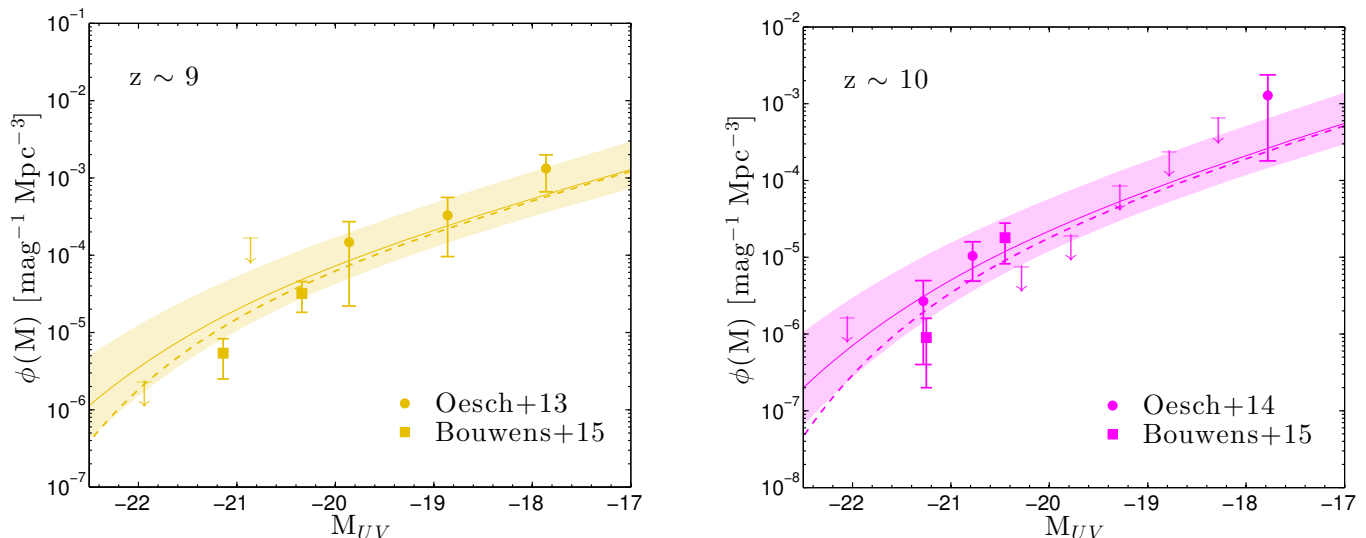 10⁻¹
10⁻²
10⁻³
10⁻⁴
10⁻⁵
10⁻⁶
10⁻⁷
ϕ(M) [mag⁻¹ Mpc⁻³]
z ∼ 9
Oesch+13
Bouwens+15
−22 −21 −20 −19 −18 −17
M_UV
10⁻²
10⁻³
10⁻⁴
10⁻⁵
10⁻⁶
10⁻⁷
10⁻⁸
ϕ(M) [mag⁻¹ Mpc⁻³]
z ∼ 10
Oesch+14
Bouwens+15
−22 −21 −20 −19 −18 −17
M_UV